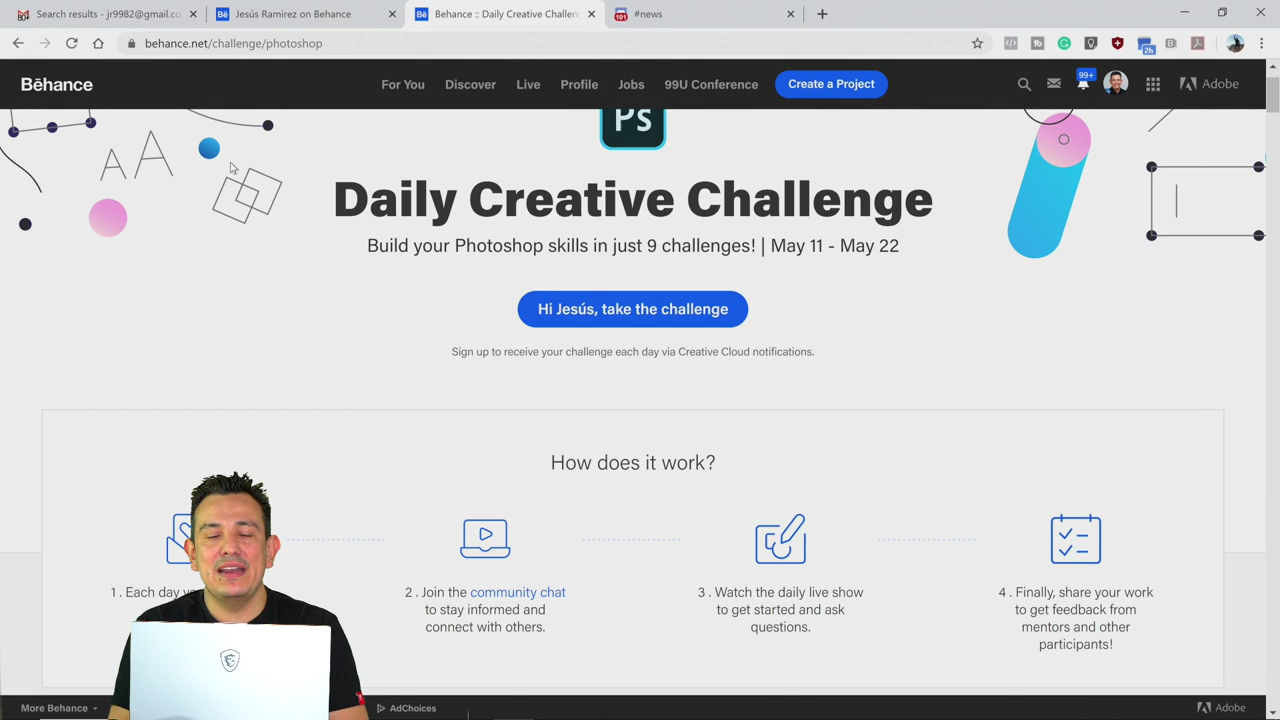 Search results - jr9982@gmail.co
Jesús Ramirez on Behance
Behance :: Daily Creative Challen
#news
behance.net/challenge/photoshop
2h
Bēhance
For You
Discover
Live
Profile
Jobs
99U Conference
Create a Project
99+
Adobe
Ps
A A
Daily Creative Challenge
Build your Photoshop skills in just 9 challenges! | May 11 - May 22
Hi Jesús, take the challenge
Sign up to receive your challenge each day via Creative Cloud notifications.
How does it work?
1 . Each day
2 . Join the community chat
to stay informed and
connect with others.
3 . Watch the daily live show
to get started and ask
questions.
4 . Finally, share your work
to get feedback from
mentors and other
participants!
More Behance
AdChoices
Adobe